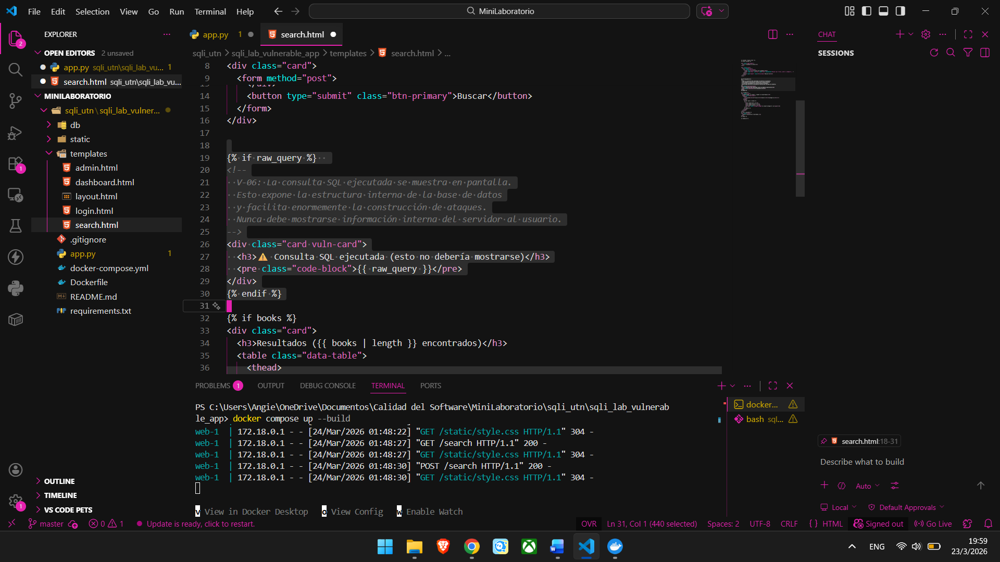 File Edit Selection View Go Run Terminal Help
MiniLaboratorio
EXPLORER
OPEN EDITORS 2 unsaved
app.py sqli_utn\sqli_lab_vu... 1
search.html sqli_utn\sqli_lab_vu...
MINILABORATORIO
sqli_utn\sqli_lab_vulner...
db
static
templates
admin.html
dashboard.html
layout.html
login.html
search.html
.gitignore
app.py 1
docker-compose.yml
Dockerfile
README.md
requirements.txt
OUTLINE
TIMELINE
VS CODE PETS
2
1
1
app.py 1
search.html
sqli_utn > sqli_lab_vulnerable_app > templates > search.html > ...
8 <div class="card">
9 <form method="post">
14 <button type="submit" class="btn-primary">Buscar</button>
15 </form>
16 </div>
17
18
19 {% if raw_query %}
20 <!--
21 V-06: La consulta SQL ejecutada se muestra en pantalla.
22 Esto expone la estructura interna de la base de datos
23 y facilita enormemente la construcción de ataques.
24 Nunca debe mostrarse información interna del servidor al usuario.
25 -->
26 <div class="card vuln-card">
27 <h3>⚠ Consulta SQL ejecutada (esto no debería mostrarse)</h3>
28 <pre class="code-block">{{ raw_query }}</pre>
29 </div>
30 {% endif %}
31
32 {% if books %}
33 <div class="card">
34 <h3>Resultados ({{ books | length }} encontrados)</h3>
35 <table class="data-table">
36 <thead>
PROBLEMS 1 OUTPUT DEBUG CONSOLE TERMINAL PORTS
PS C:\Users\Angie\OneDrive\Documentos\Calidad del Software\MiniLaboratorio\sqli_utn\sqli_lab_vulnerab
le_app> docker compose up --build
web-1 | 172.18.0.1 - - [24/Mar/2026 01:48:22] "GET /static/style.css HTTP/1.1" 304 -
web-1 | 172.18.0.1 - - [24/Mar/2026 01:48:27] "GET /search HTTP/1.1" 200 -
web-1 | 172.18.0.1 - - [24/Mar/2026 01:48:27] "GET /static/style.css HTTP/1.1" 304 -
web-1 | 172.18.0.1 - - [24/Mar/2026 01:48:30] "POST /search HTTP/1.1" 200 -
web-1 | 172.18.0.1 - - [24/Mar/2026 01:48:30] "GET /static/style.css HTTP/1.1" 304 -
v View in Docker Desktop o View Config w Enable Watch
docker...
bash sql...
CHAT
SESSIONS
search.html:18-31
Describe what to build
Auto
Local Default Approvals
master 0 1 Update is ready, click to restart.
OVR Ln 31, Col 1 (440 selected) Spaces: 2 UTF-8 CRLF { } HTML Signed out Go Live
ENG
19:59
23/3/2026